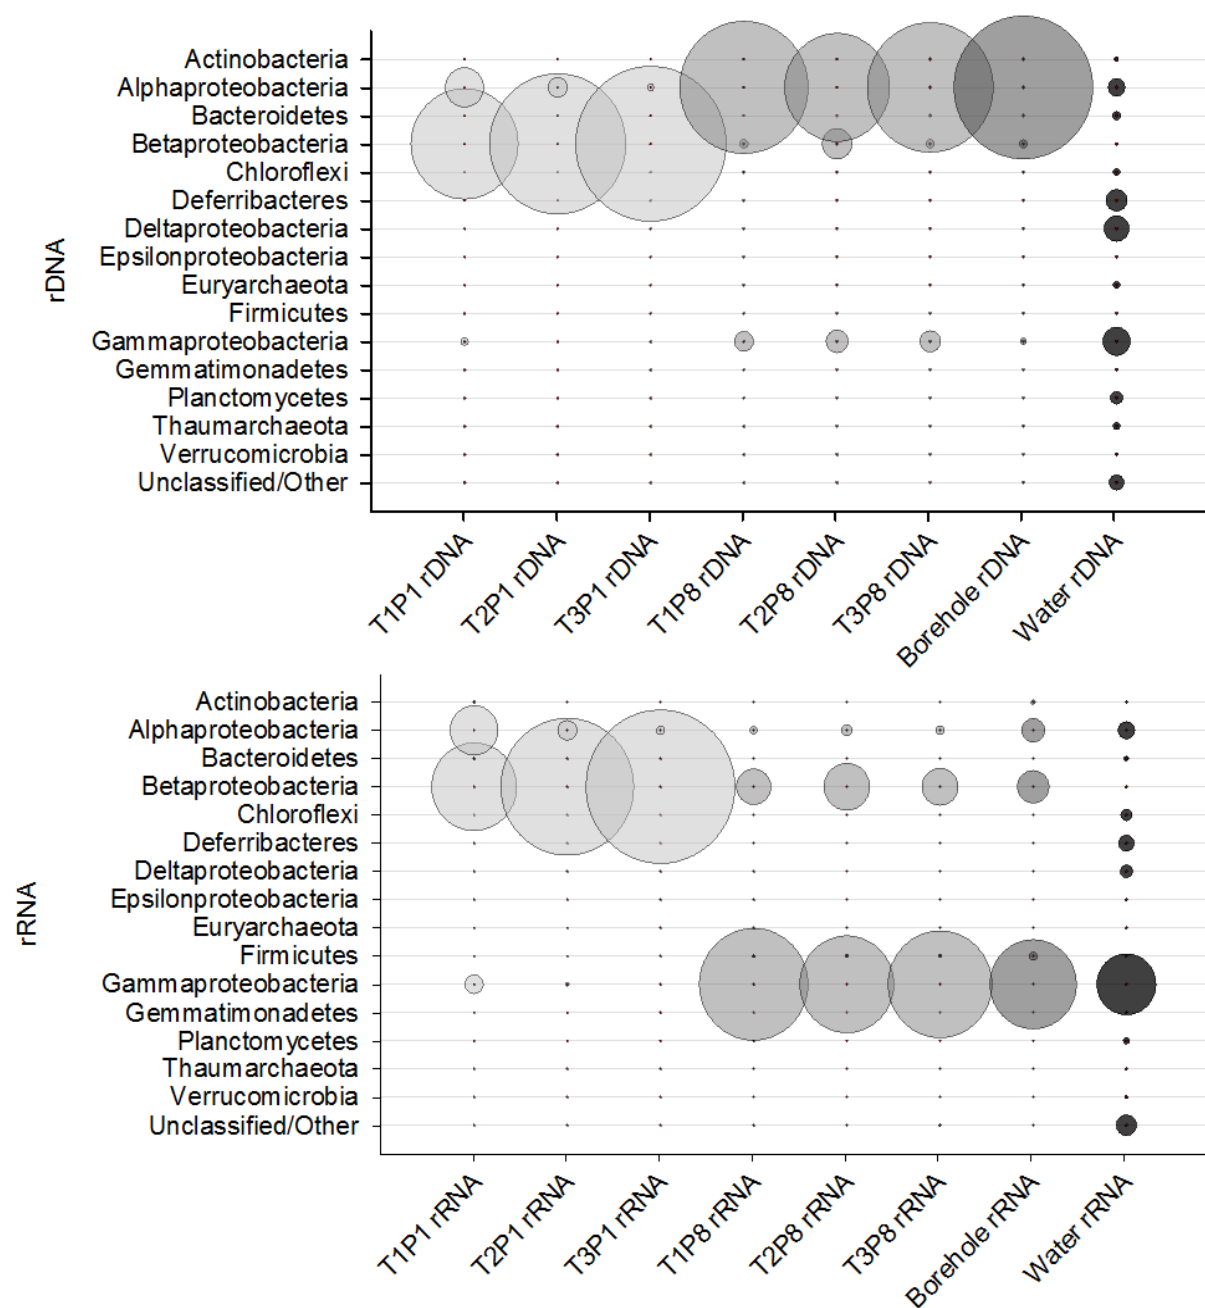 rDNA
Actinobacteria
Alphaproteobacteria
Bacteroidetes
Betaproteobacteria
Chloroflexi
Deferribacteres
Deltaproteobacteria
Epsilonproteobacteria
Euryarchaeota
Firmicutes
Gammaproteobacteria
Gemmatimonadetes
Planctomycetes
Thaumarchaeota
Verrucomicrobia
Unclassified/Other
T1P1 rDNA
T2P1 rDNA
T3P1 rDNA
T1P8 rDNA
T2P8 rDNA
T3P8 rDNA
Borehole rDNA
Water rDNA
rRNA
Actinobacteria
Alphaproteobacteria
Bacteroidetes
Betaproteobacteria
Chloroflexi
Deferribacteres
Deltaproteobacteria
Epsilonproteobacteria
Euryarchaeota
Firmicutes
Gammaproteobacteria
Gemmatimonadetes
Planctomycetes
Thaumarchaeota
Verrucomicrobia
Unclassified/Other
T1P1 rRNA
T2P1 rRNA
T3P1 rRNA
T1P8 rRNA
T2P8 rRNA
T3P8 rRNA
Borehole rRNA
Water rRNA